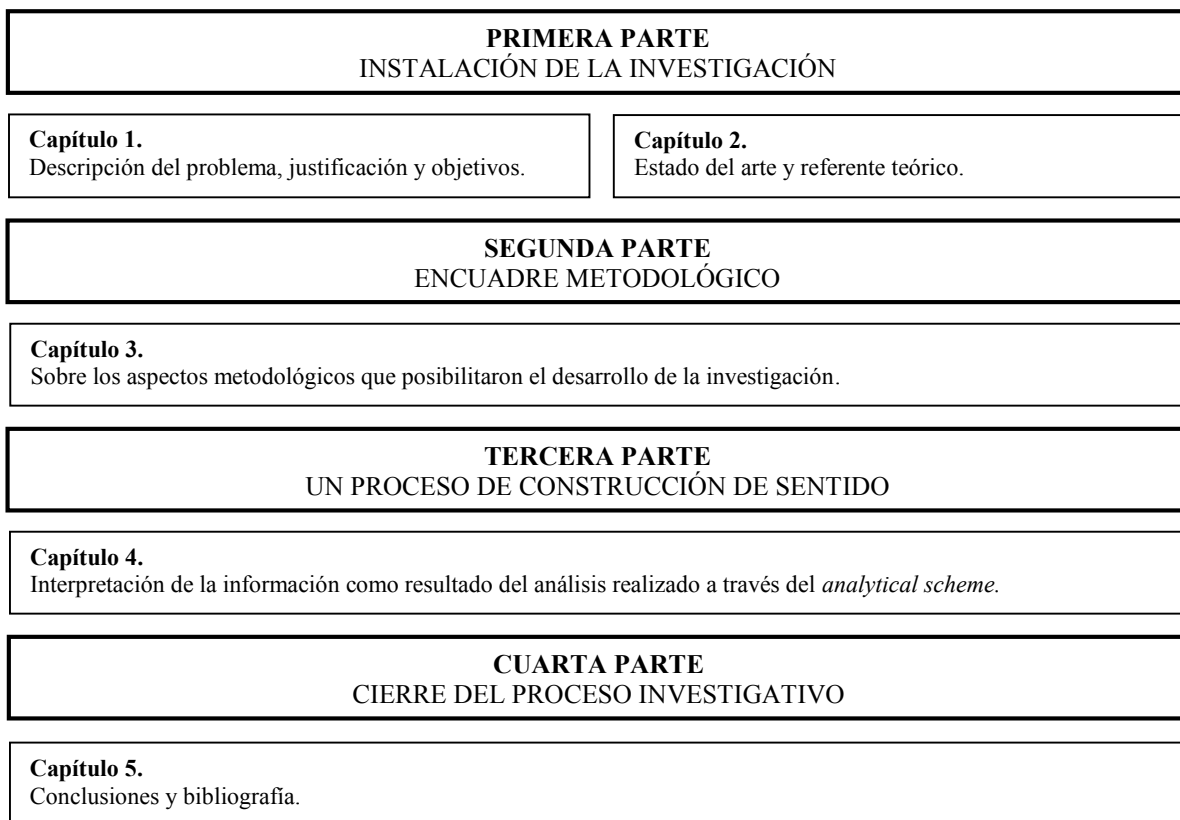 PRIMERA PARTE
INSTALACIÓN DE LA INVESTIGACIÓN
Capítulo 1.
Descripción del problema, justificación y objetivos.
Capítulo 2.
Estado del arte y referente teórico.
SEGUNDA PARTE
ENCUADRE METODOLÓGICO
Capítulo 3.
Sobre los aspectos metodológicos que posibilitaron el desarrollo de la investigación.
TERCERA PARTE
UN PROCESO DE CONSTRUCCIÓN DE SENTIDO
Capítulo 4.
Interpretación de la información como resultado del análisis realizado a través del analytical scheme.
CUARTA PARTE
CIERRE DEL PROCESO INVESTIGATIVO
Capítulo 5.
Conclusiones y bibliografía.